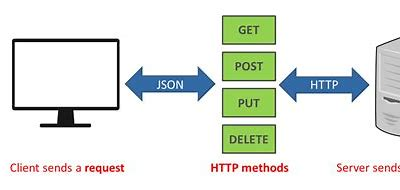 GET
POST
JSON
HTTP
PUT
DELETE
Client sends a request
HTTP methods
Server sends